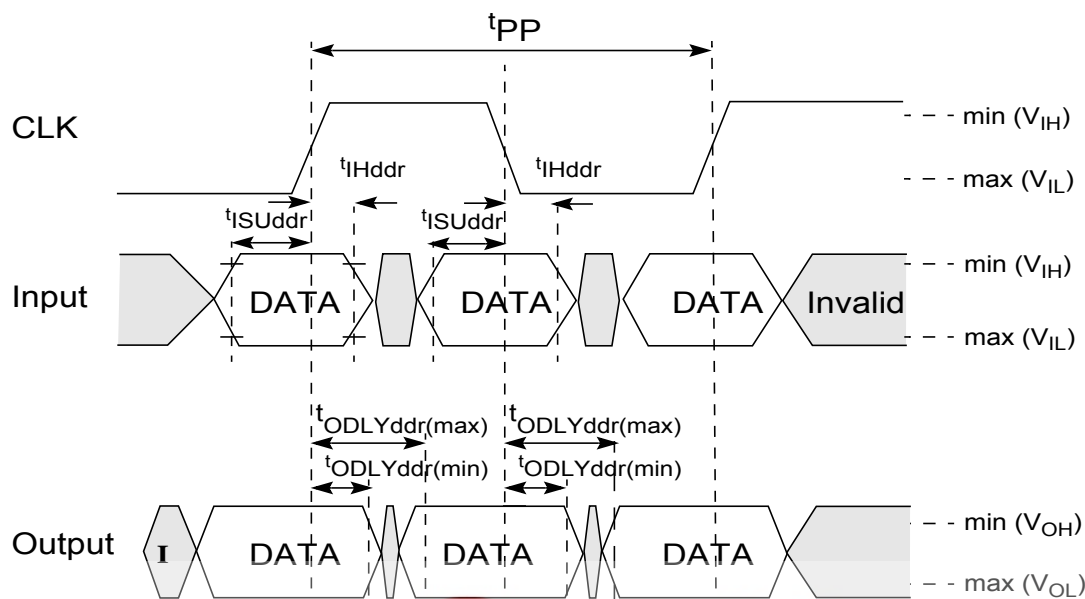 tPP
CLK
min (VIH)
tIHddr
tIHddr
max (VIL)
tISUddr
tISUddr
min (VIH)
Input
DATA
DATA
DATA
Invalid
max (VIL)
tODLYddr(max)
tODLYddr(max)
tODLYddr(min)
tODLYddr(min)
min (VOH)
Output
I
DATA
DATA
DATA
max (VOL)